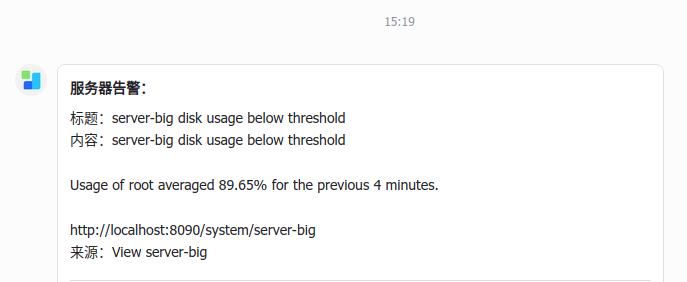 15:19
服务器告警：
标题：server-big disk usage below threshold
内容：server-big disk usage below threshold
Usage of root averaged 89.65% for the previous 4 minutes.
http://localhost:8090/system/server-big
来源：View server-big